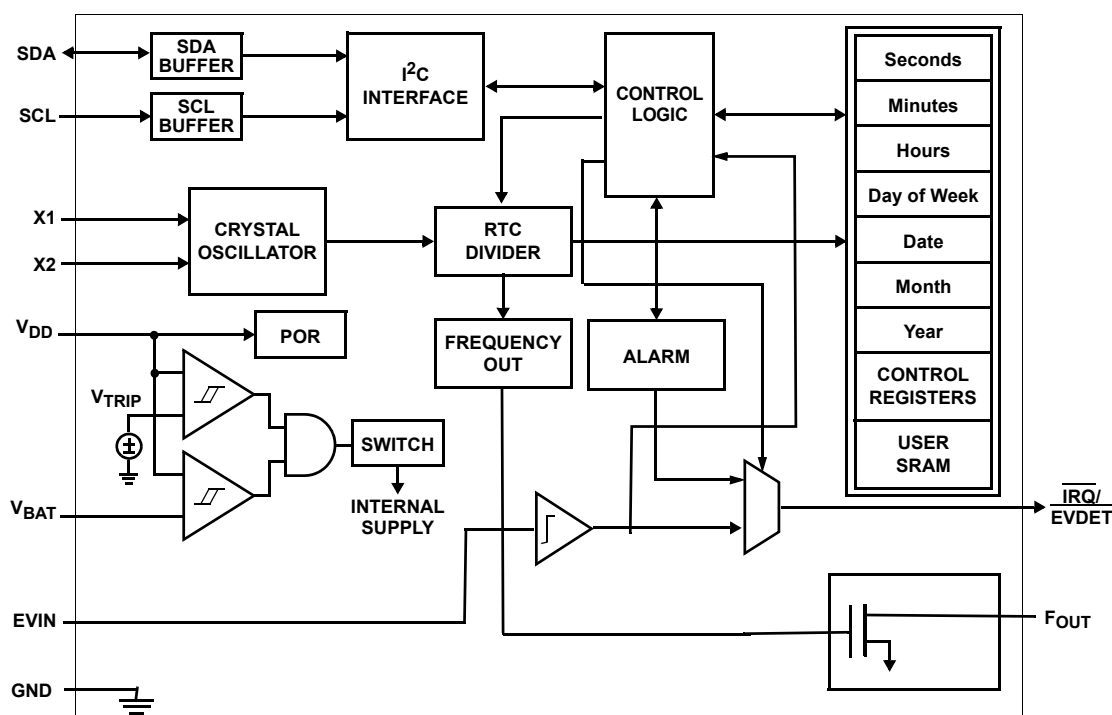 SDA
SDA
BUFFER
I2C
INTERFACE
CONTROL
LOGIC
Seconds
SCL
SCL
BUFFER
Minutes
Hours
Day of Week
X1
X2
CRYSTAL
OSCILLATOR
RTC
DIVIDER
Date
Month
VDD
POR
FREQUENCY
OUT
ALARM
Year
VTRIP
CONTROL
REGISTERS
SWITCH
USER
SRAM
VBAT
INTERNAL
SUPPLY
IRQ/
EVDET
EVIN
FOUT
GND